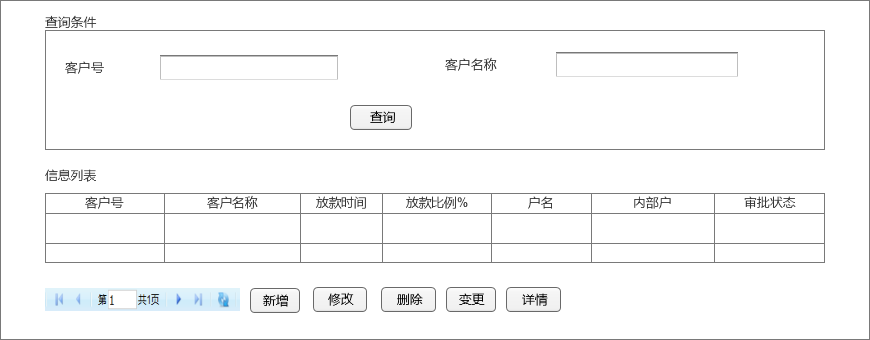 查询条件
客户号 客户名称
查询
信息列表
客户号 客户名称 放款时间 放款比例% 户名 内部户 审批状态
第 1 共1页 新增 修改 删除 变更 详情